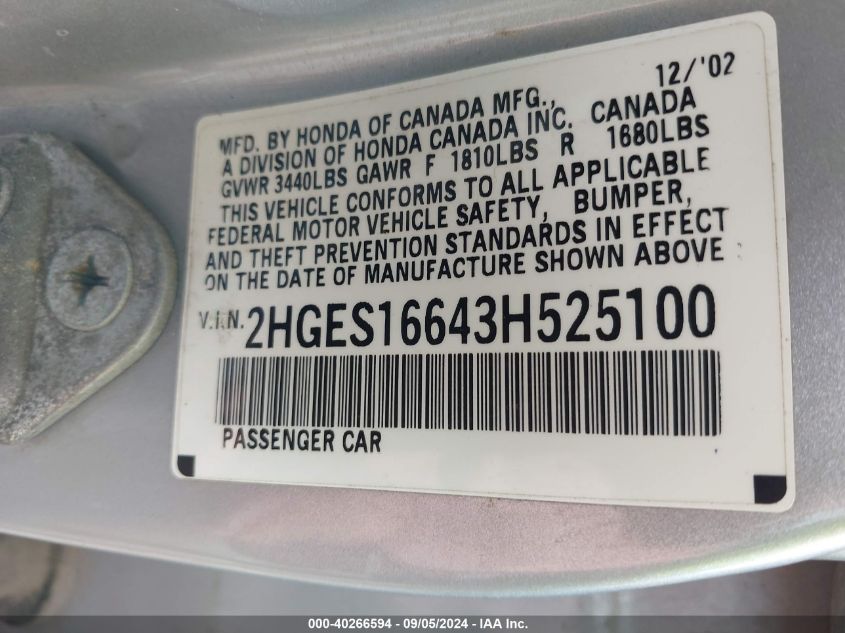 12/'02
MFD. BY HONDA OF CANADA MFG.,
A DIVISION OF HONDA CANADA INC. CANADA
GVWR 3440LBS GAWR F 1810LBS R 1680LBS
THIS VEHICLE CONFORMS TO ALL APPLICABLE
FEDERAL MOTOR VEHICLE SAFETY, BUMPER,
AND THEFT PREVENTION STANDARDS IN EFFECT
ON THE DATE OF MANUFACTURE SHOWN ABOVE
V.I.N. 2HGES16643H525100
PASSENGER CAR
000-40266594 - 09/05/2024 - IAA Inc.